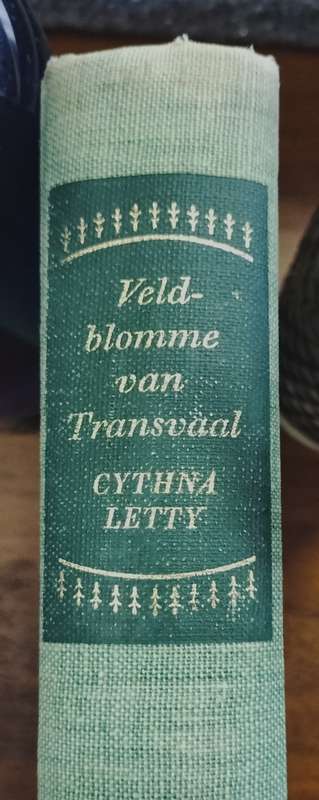 Veld-
blomme
van
Transvaal
CYTHNA
LETTY